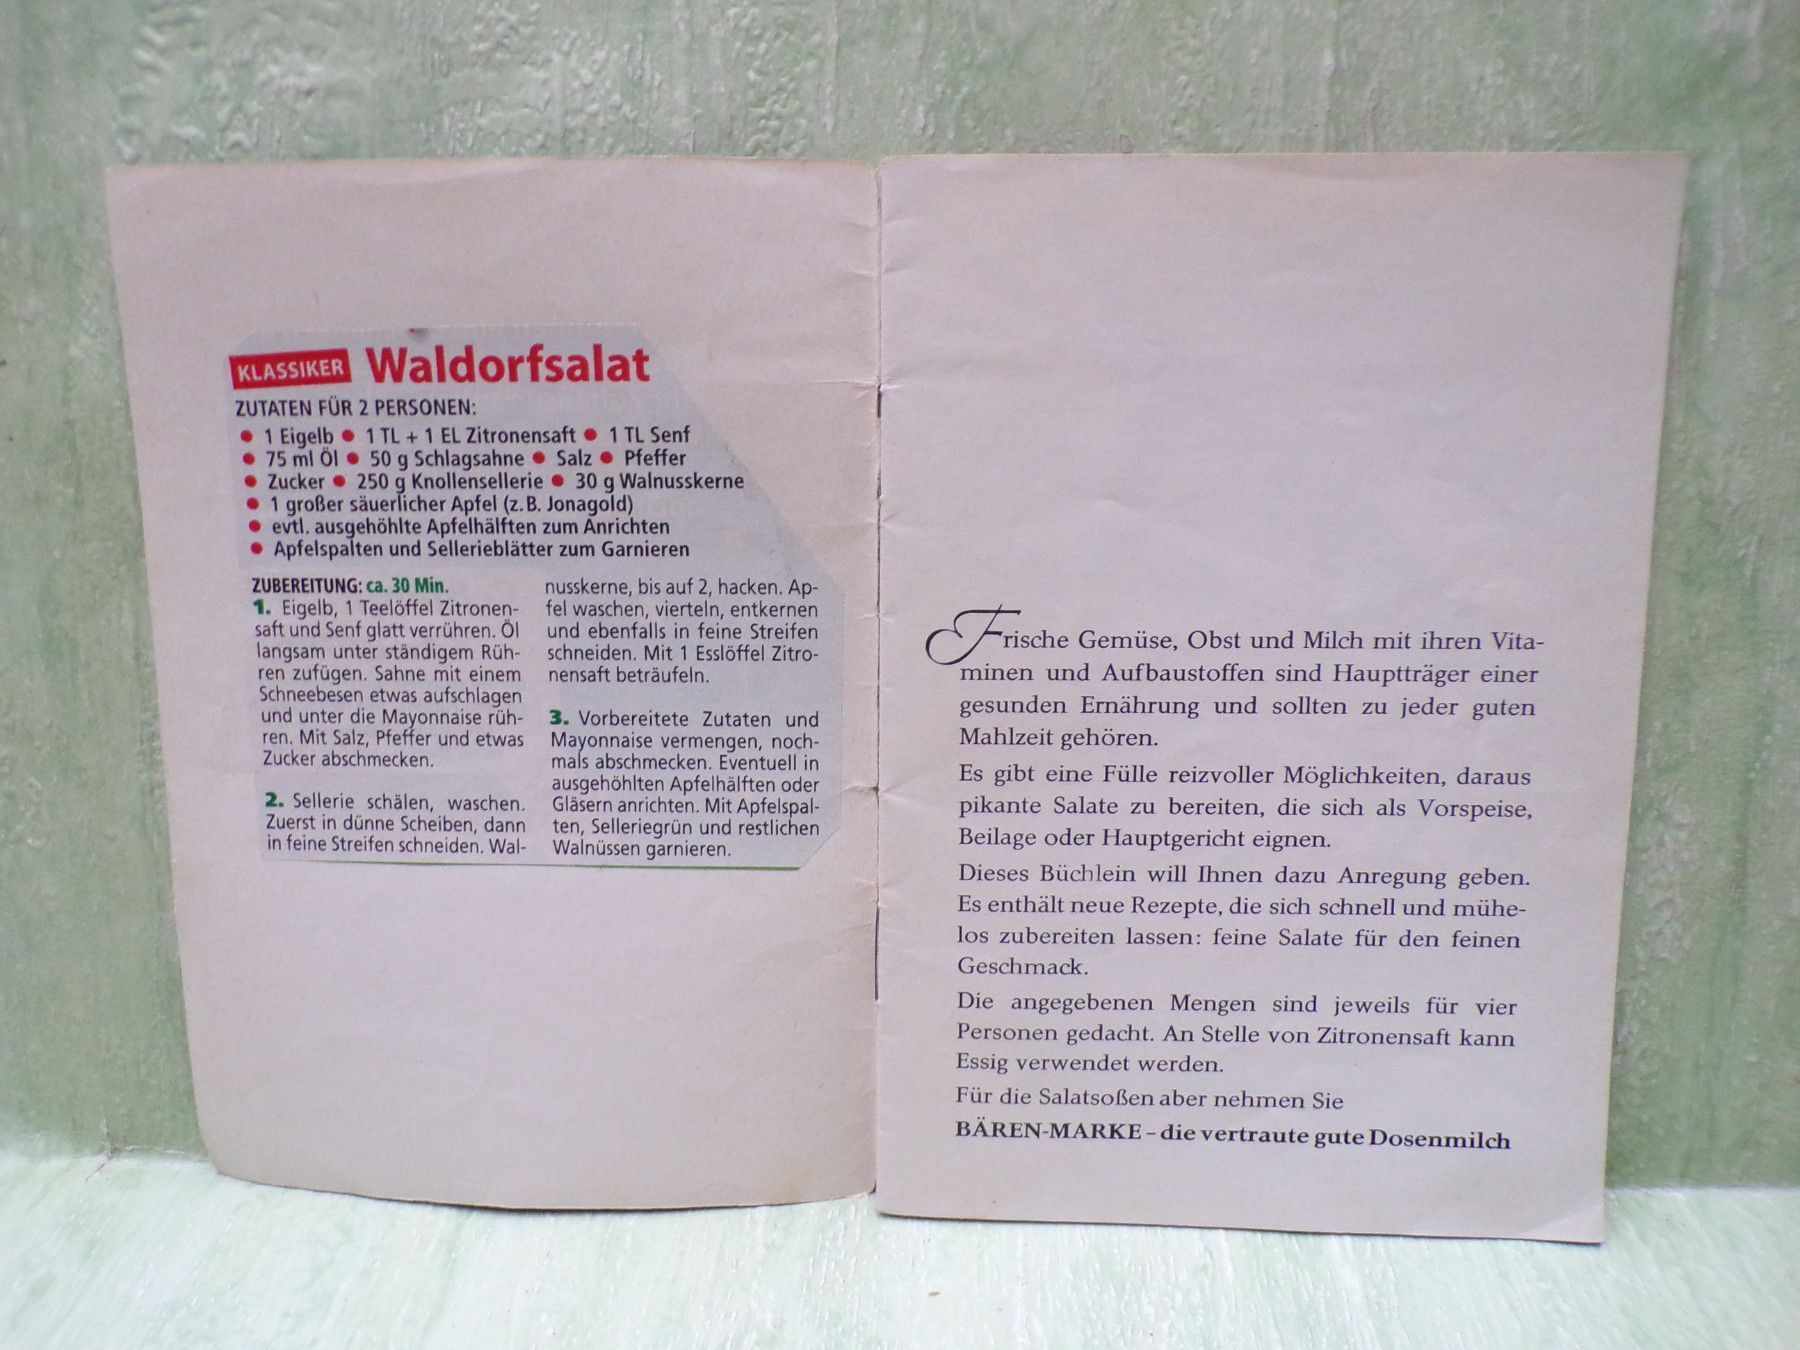 KLASSIKER Waldorfsalat
ZUTATEN FÜR 2 PERSONEN:
● 1 Eigelb ● 1 TL + 1 EL Zitronensaft ● 1 TL Senf
● 75 ml Öl ● 50 g Schlagsahne ● Salz ● Pfeffer
● Zucker ● 250 g Knollensellerie ● 30 g Walnusskerne
● 1 großer säuerlicher Apfel (z. B. Jonagold)
● evtl. ausgehöhlte Apfelhälften zum Anrichten
● Apfelspalten und Sellerieblätter zum Garnieren
ZUBEREITUNG: ca. 30 Min.
1. Eigelb, 1 Teelöffel Zitronen-
saft und Senf glatt verrühren. Öl
langsam unter ständigem Rüh-
ren zufügen. Sahne mit einem
Schneebesen etwas aufschlagen
und unter die Mayonnaise rüh-
ren. Mit Salz, Pfeffer und etwas
Zucker abschmecken.
2. Sellerie schälen, waschen.
Zuerst in dünne Scheiben, dann
in feine Streifen schneiden. Wal-
nusskerne, bis auf 2, hacken. Ap-
fel waschen, vierteln, entkernen
und ebenfalls in feine Streifen
schneiden. Mit 1 Esslöffel Zitro-
nensaft beträufeln.
3. Vorbereitete Zutaten und
Mayonnaise vermengen, noch-
mals abschmecken. Eventuell in
ausgehöhlten Apfelhälften oder
Gläsern anrichten. Mit Apfelspal-
ten, Selleriegrün und restlichen
Walnüssen garnieren.
Frische Gemüse, Obst und Milch mit ihren Vita-
minen und Aufbaustoffen sind Hauptträger einer
gesunden Ernährung und sollten zu jeder guten
Mahlzeit gehören.
Es gibt eine Fülle reizvoller Möglichkeiten, daraus
pikante Salate zu bereiten, die sich als Vorspeise,
Beilage oder Hauptgericht eignen.
Dieses Büchlein will Ihnen dazu Anregung geben.
Es enthält neue Rezepte, die sich schnell und mühe-
los zubereiten lassen: feine Salate für den feinen
Geschmack.
Die angegebenen Mengen sind jeweils für vier
Personen gedacht. An Stelle von Zitronensaft kann
Essig verwendet werden.
Für die Salatsoßen aber nehmen Sie
BÄREN-MARKE – die vertraute gute Dosenmilch